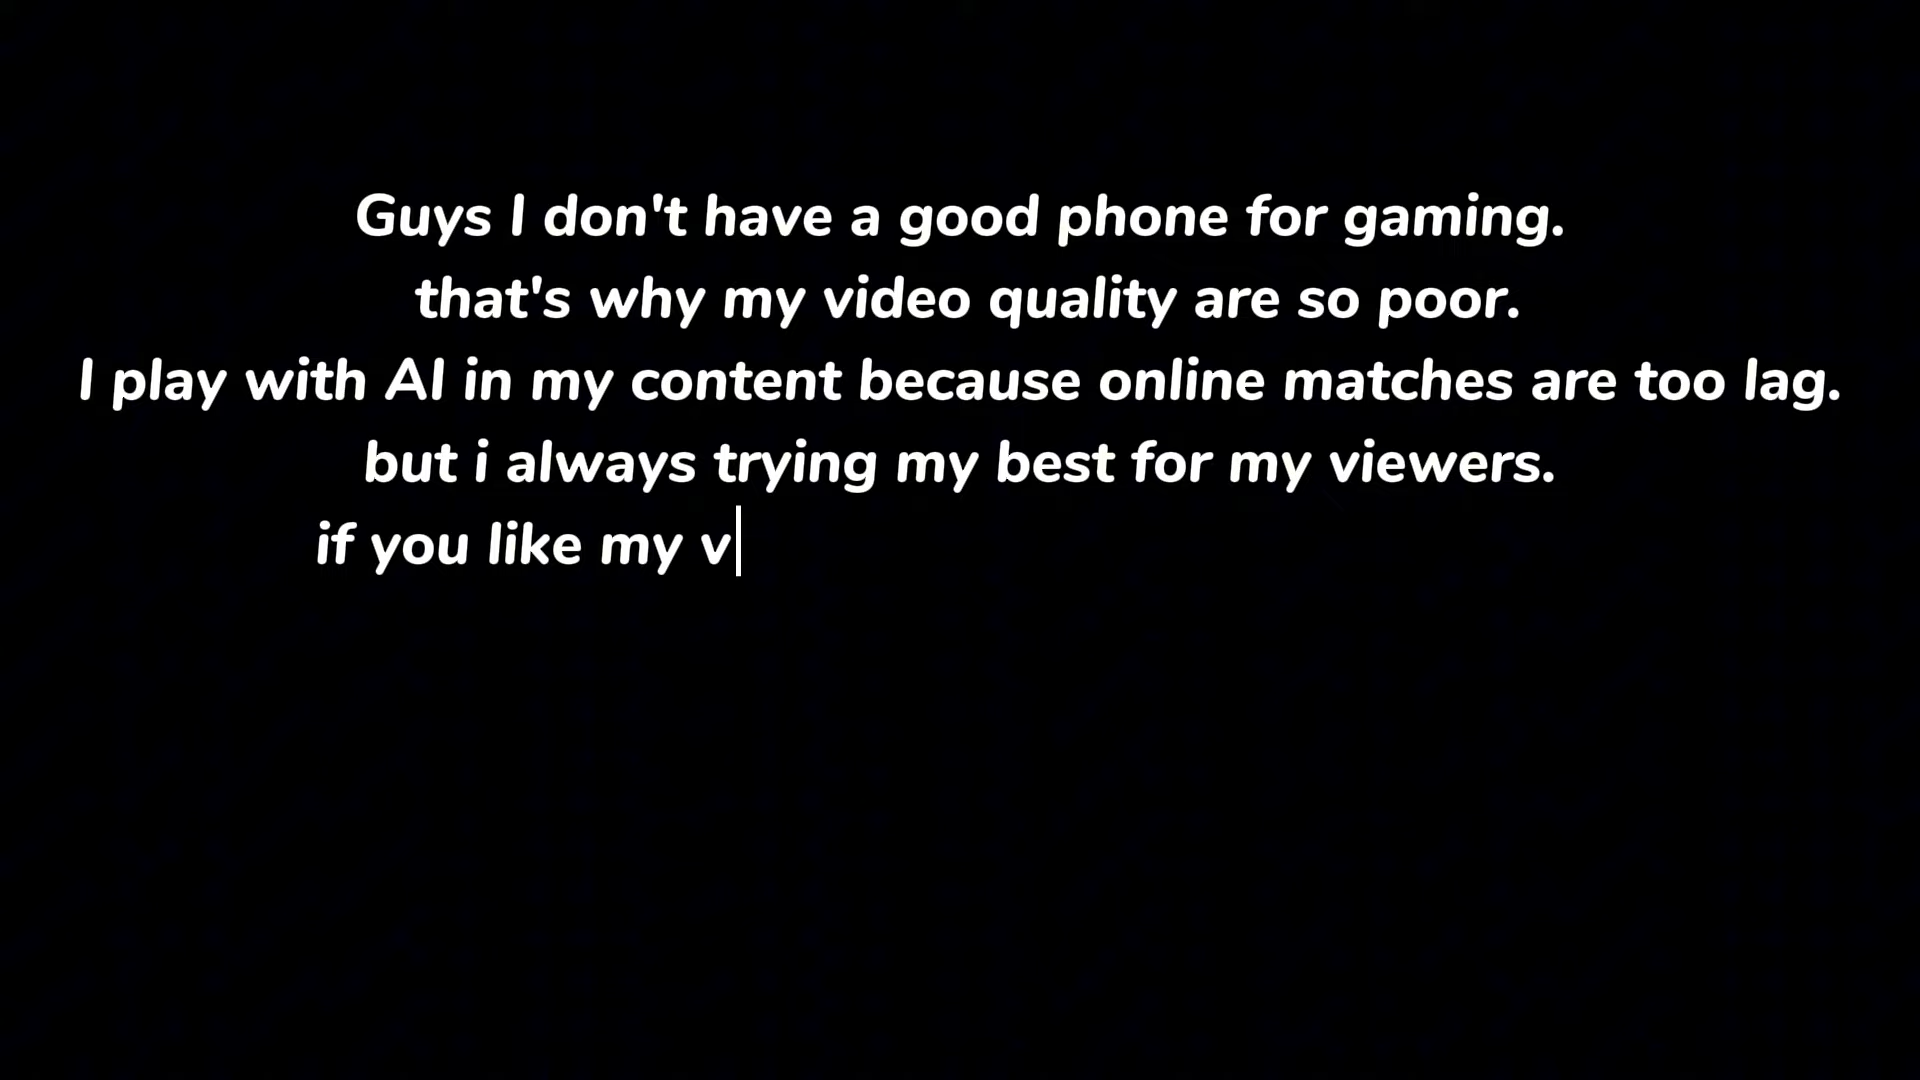 Guys I don't have a good phone for gaming.
that's why my video quality are so poor.
I play with AI in my content because online matches are too lag.
but i always trying my best for my viewers.
if you like my v